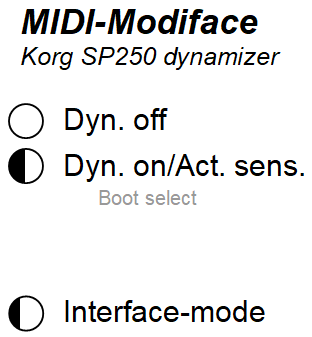 MIDI-Modiface
Korg SP250 dynamizer
Dyn. off
Dyn. on/Act. sens.
Boot select
Interface-mode